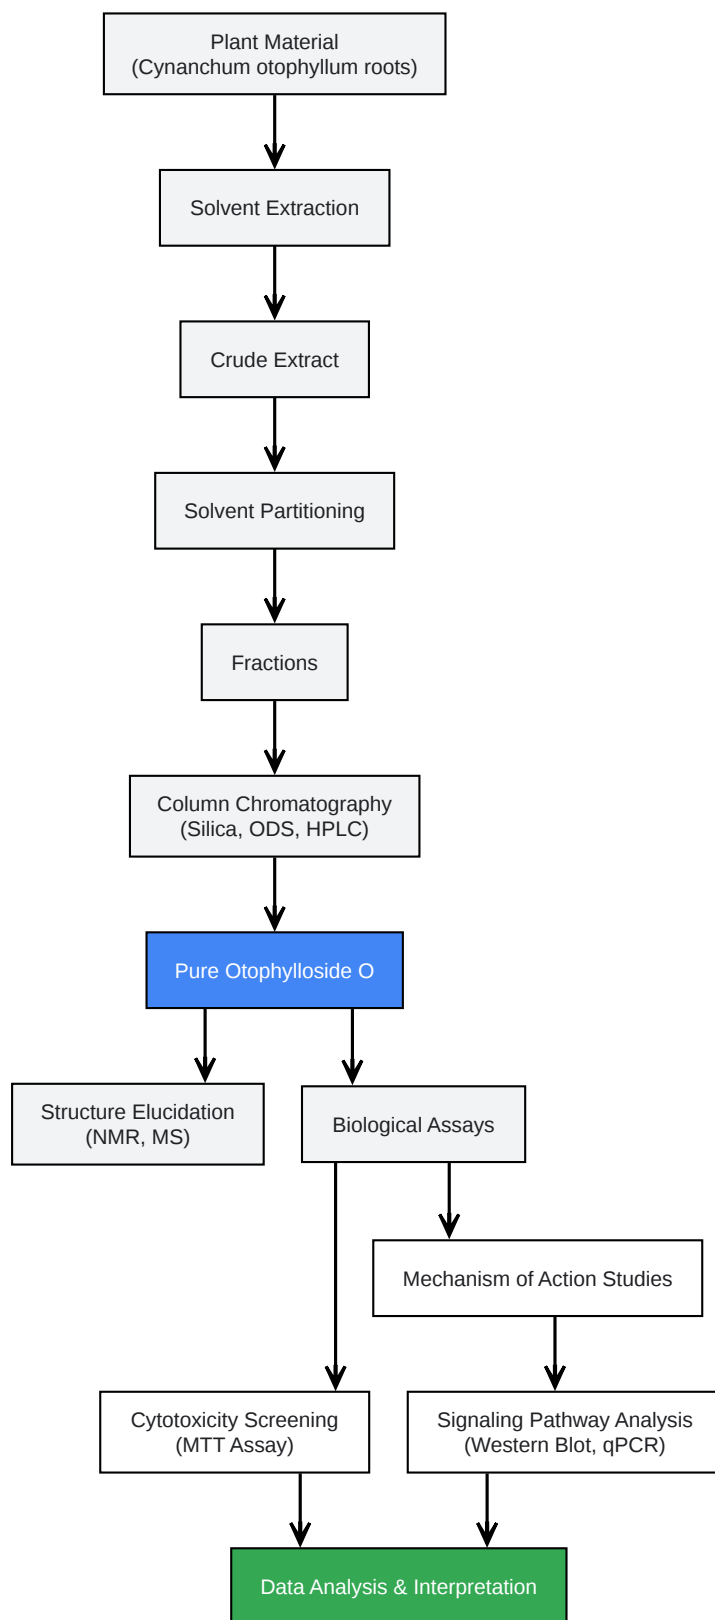 Plant Material
(Cynanchum otophyllum roots)
Solvent Extraction
Crude Extract
Solvent Partitioning
Fractions
Column Chromatography
(Silica, ODS, HPLC)
Pure Otophylloside O
Structure Elucidation
(NMR, MS)
Biological Assays
Mechanism of Action Studies
Cytotoxicity Screening
(MTT Assay)
Signaling Pathway Analysis
(Western Blot, qPCR)
Data Analysis & Interpretation